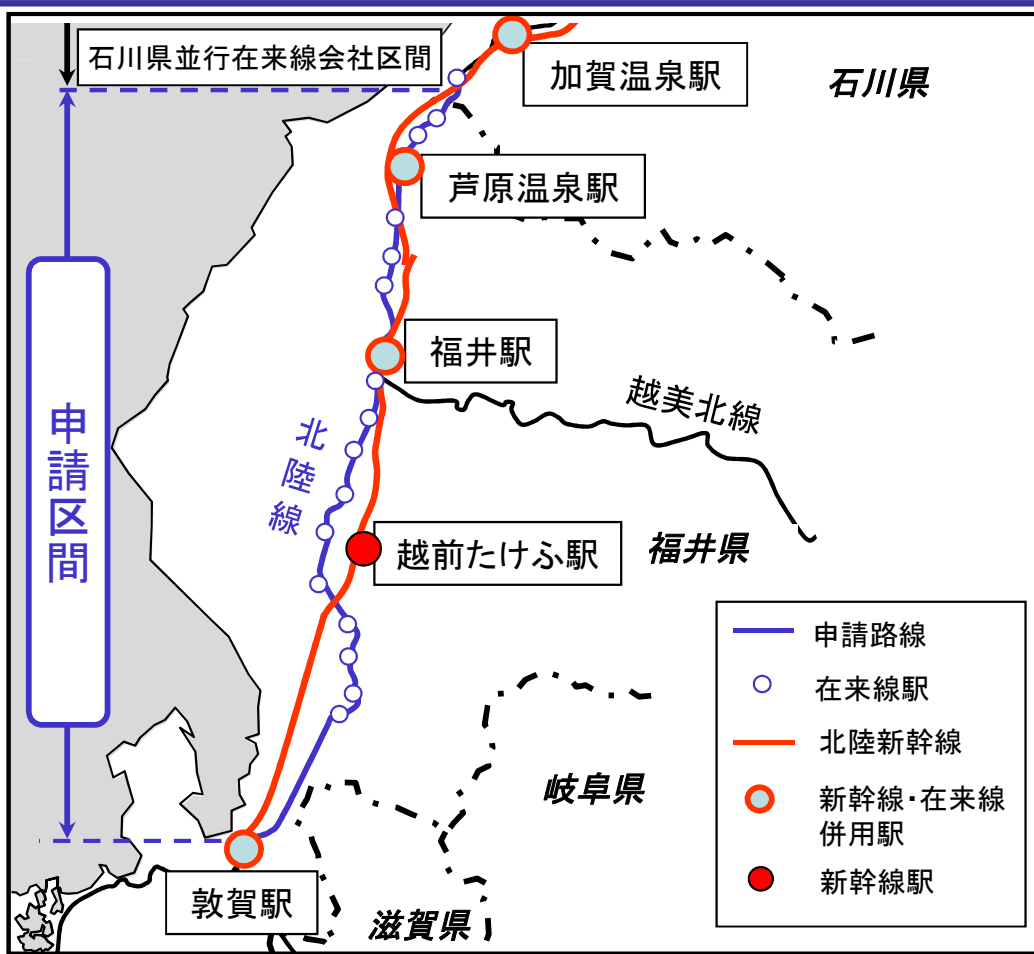 石川県並行在来線会社区間
加賀温泉駅
石川県
芦原温泉駅
福井駅
越美北線
申請区間
北陸線
越前たけふ駅
福井県
申請路線
在来線駅
北陸新幹線
新幹線・在来線
併用駅
新幹線駅
岐阜県
敦賀駅
滋賀県